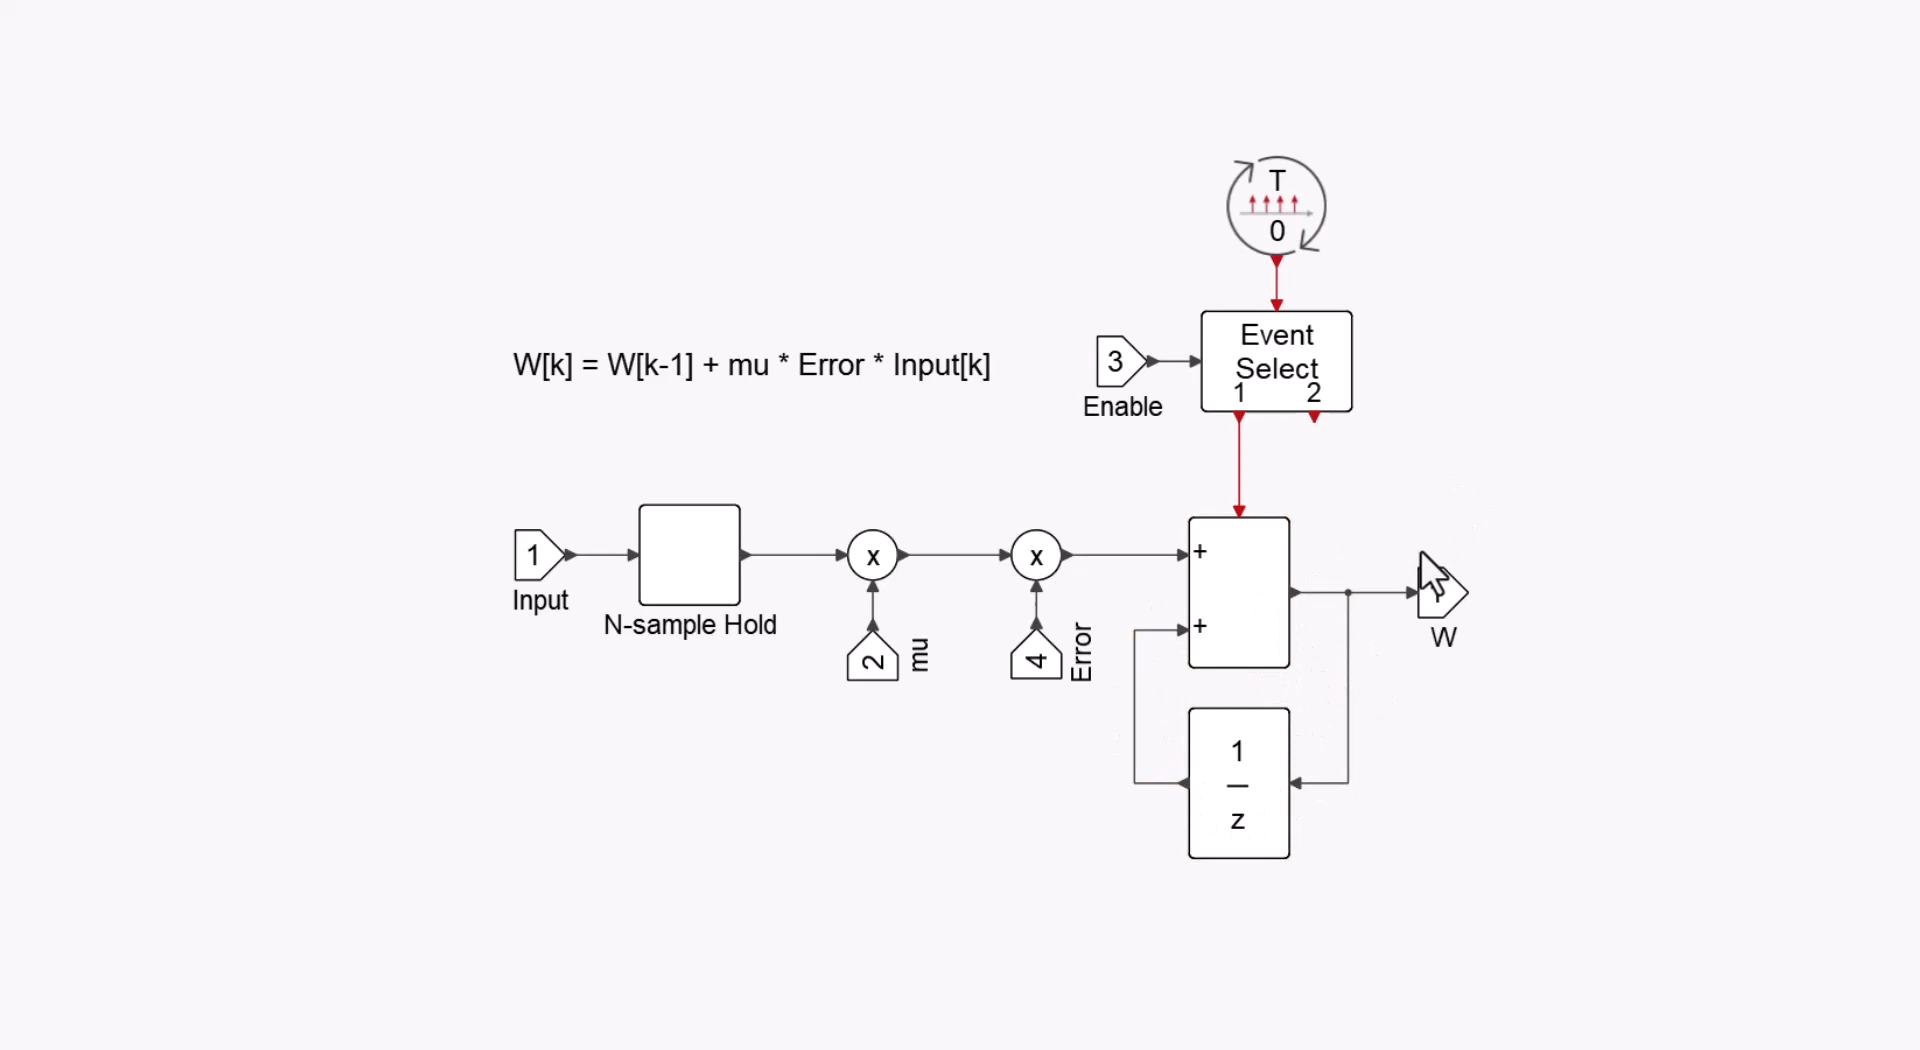 T
0
Event
Select
1 2
W[k] = W[k-1] + mu * Error * Input[k]
3
Enable
1
Input
N-sample Hold
x
2
mu
x
4
Error
+
+
W
1
z